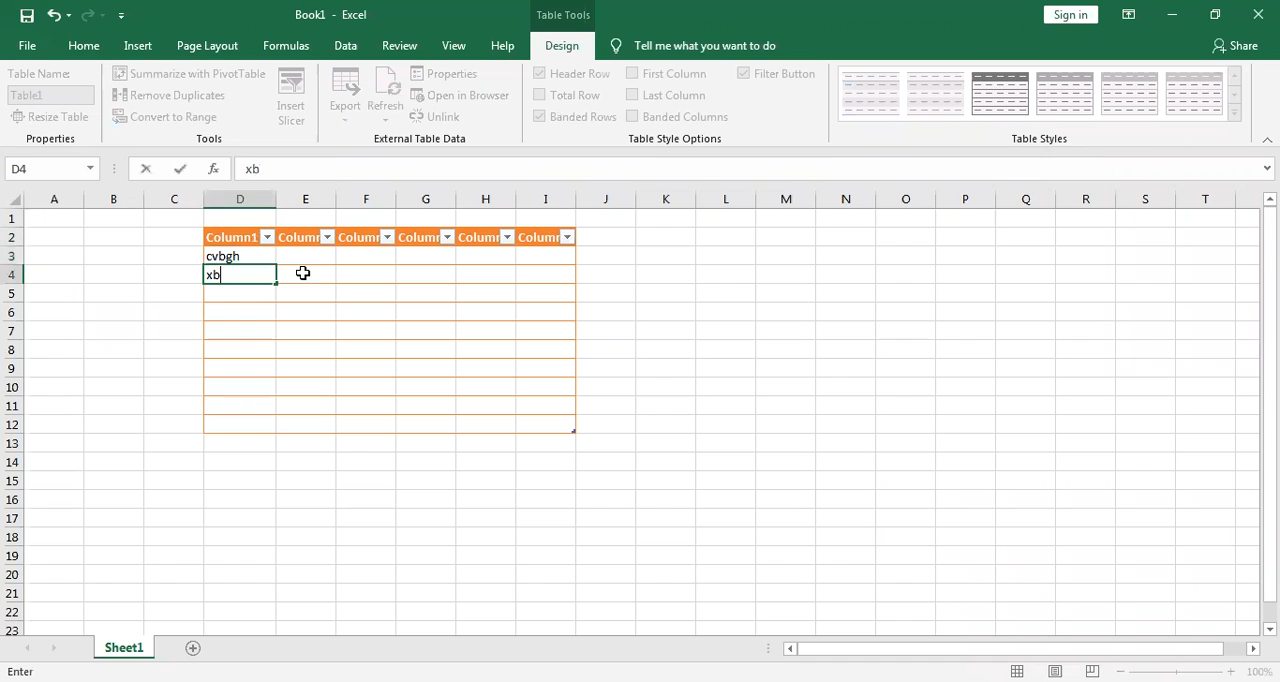 Book1 - Excel
Table Tools
Sign in
File Home Insert Page Layout Formulas Data Review View Help Design Tell me what you want to do Share
Table Name: Summarize with PivotTable Insert Slicer Export Refresh Properties Header Row First Column Filter Button
Table1 Remove Duplicates Open in Browser Total Row Last Column
Resize Table Convert to Range Unlink Banded Rows Banded Columns
Properties Tools External Table Data Table Style Options Table Styles
D4 fx xb
A B C D E F G H I J K L M N O P Q R S T
1
2 Column1 Column Column Column Column Column
3 cvbgh
4 xb
5
6
7
8
9
10
11
12
13
14
15
16
17
18
19
20
21
22
23
Sheet1
Enter 100%